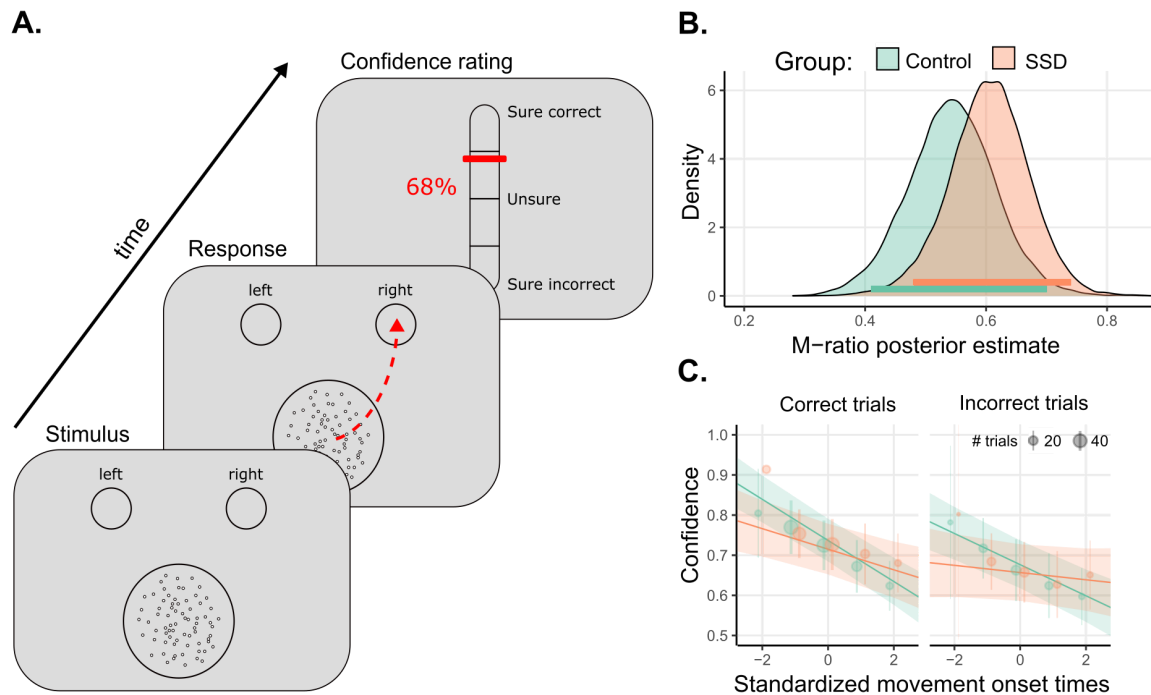 A.
Confidence rating
Sure correct
68%
Unsure
Sure incorrect
time
Response
left right
Stimulus
left right
B.
Group: Control SSD
Density
6
4
2
0
0.2 0.4 0.6 0.8
M−ratio posterior estimate
C.
Correct trials Incorrect trials
# trials 20 40
Confidence
1.0
0.9
0.8
0.7
0.6
0.5
−2 0 2 −2 0 2
Standardized movement onset times